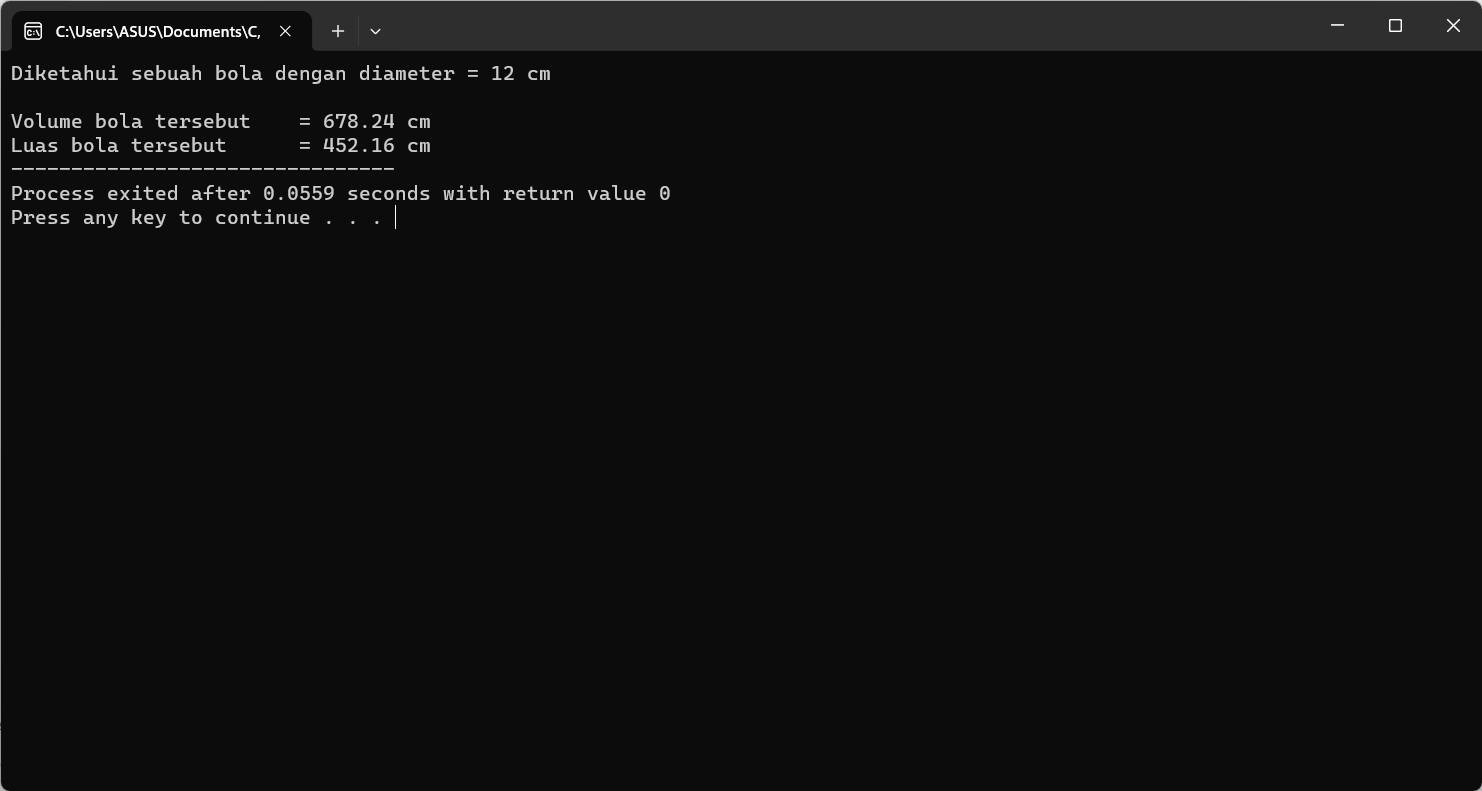 C:\Users\ASUS\Documents\C,
Diketahui sebuah bola dengan diameter = 12 cm
Volume bola tersebut    = 678.24 cm
Luas bola tersebut      = 452.16 cm
--------------------------------
Process exited after 0.0559 seconds with return value 0
Press any key to continue . . .